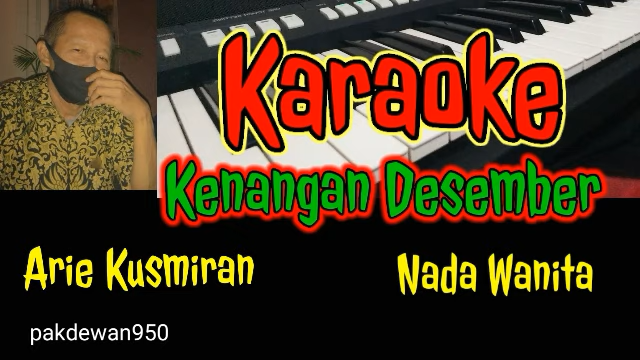 Karaoke
Kenangan Desember
Arie Kusmiran
Nada Wanita
pakdewan950